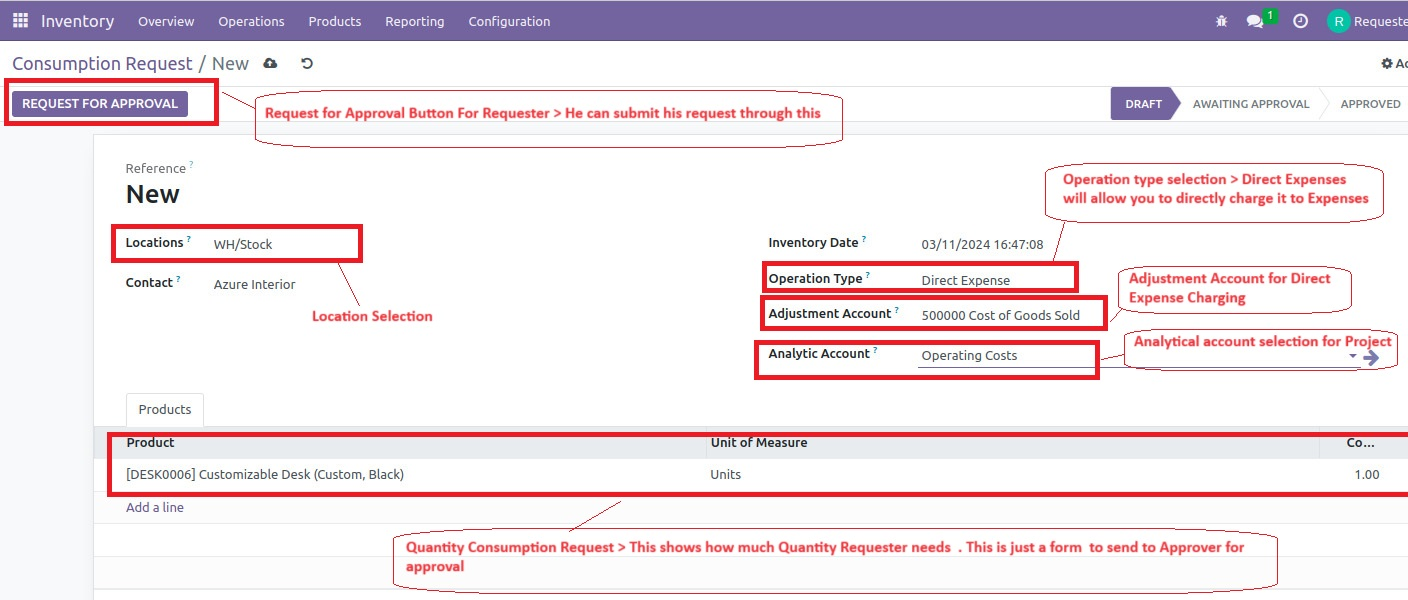 Inventory Overview Operations Products Reporting Configuration 1 R Requeste
Consumption Request / New Ac
REQUEST FOR APPROVAL DRAFT AWAITING APPROVAL APPROVED
Request for Approval Button For Requester > He can submit his request through this
Reference ?
New
Operation type selection > Direct Expenses
will allow you to directly charge it to Expenses
Locations ? WH/Stock
Inventory Date ? 03/11/2024 16:47:08
Contact ? Azure Interior
Operation Type ? Direct Expense
Adjustment Account for Direct
Expense Charging
Location Selection
Adjustment Account ? 500000 Cost of Goods Sold
Analytical account selection for Project
Analytic Account ? Operating Costs
Products
Product Unit of Measure Co...
[DESK0006] Customizable Desk (Custom, Black) Units 1.00
Add a line
Quantity Consumption Request > This shows how much Quantity Requester needs . This is just a form to send to Approver for
approval